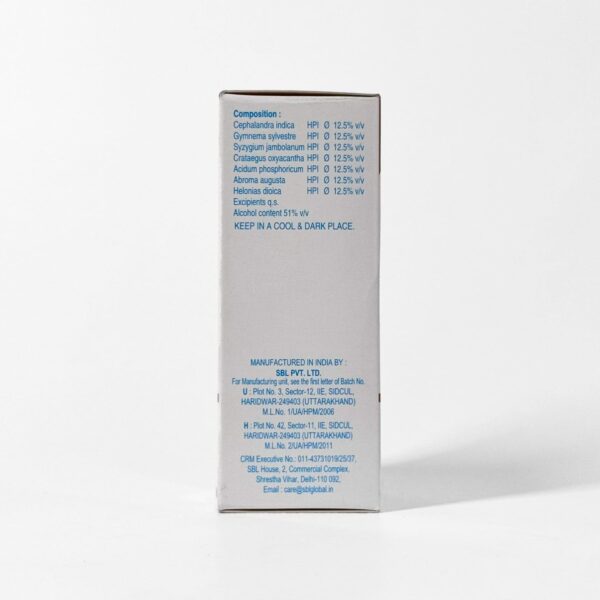 Composition :
Cephalandra indica HPI Ø 12.5% v/v
Gymnema sylvestre HPI Ø 12.5% v/v
Syzygium jambolanum HPI Ø 12.5% v/v
Crataegus oxyacantha HPI Ø 12.5% v/v
Acidum phosphoricum HPI Ø 12.5% v/v
Abroma augusta HPI Ø 12.5% v/v
Helonias dioica HPI Ø 12.5% v/v
Excipients q.s.
Alcohol content 51% v/v
KEEP IN A COOL & DARK PLACE.
MANUFACTURED IN INDIA BY :
SBL PVT. LTD.
For Manufacturing unit, see the first letter of Batch No.
U : Plot No. 3, Sector-12, IIE, SIDCUL,
HARIDWAR-249403 (UTTARAKHAND)
M.L.No. 1/UA/HPM/2006
H : Plot No. 42, Sector-11, IIE, SIDCUL,
HARIDWAR-249403 (UTTARAKHAND)
M.L.No. 2/UA/HPM/2011
CRM Executive No.: 011-43731019/25/37,
SBL House, 2, Commercial Complex,
Shrestha Vihar, Delhi-110 092,
Email : care@sblglobal.in